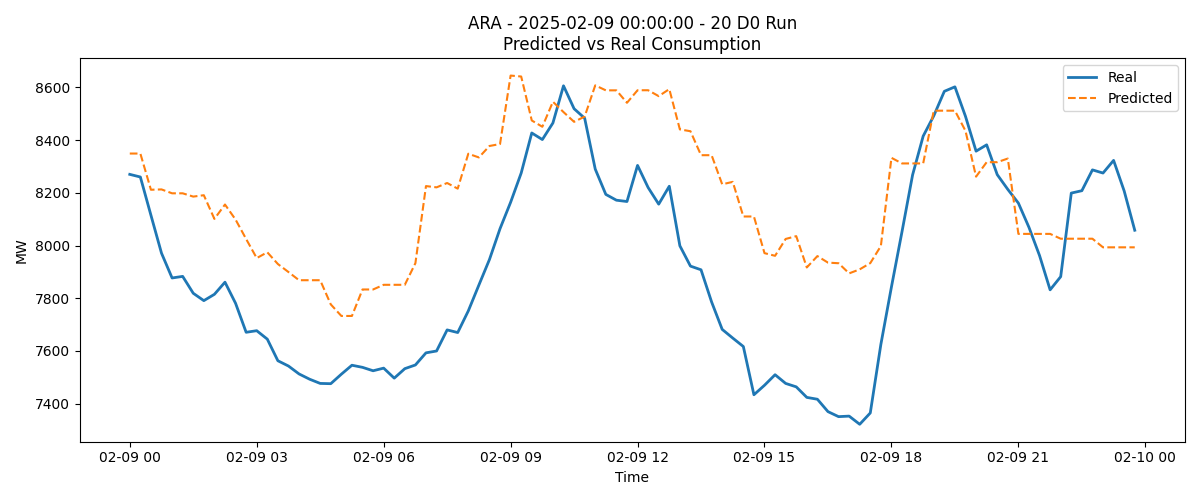 ARA - 2025-02-09 00:00:00 - 20 D0 Run
Predicted vs Real Consumption
Real
Predicted
MW
8600
8400
8200
8000
7800
7600
7400
02-09 00
02-09 03
02-09 06
02-09 09
02-09 12
02-09 15
02-09 18
02-09 21
02-10 00
Time